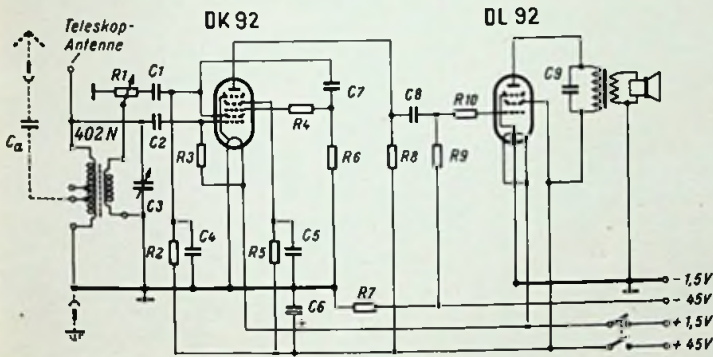 DK 92
DL 92
Teleskop-
Antenne
R1
C1
C2
402 N
Ca
C3
R3
R4
C7
R6
C8
R10
R8
R9
C9
R2
C4
R5
C5
C6
+
R7
- 1,5V
- 45V
+ 1,5V
+ 45V